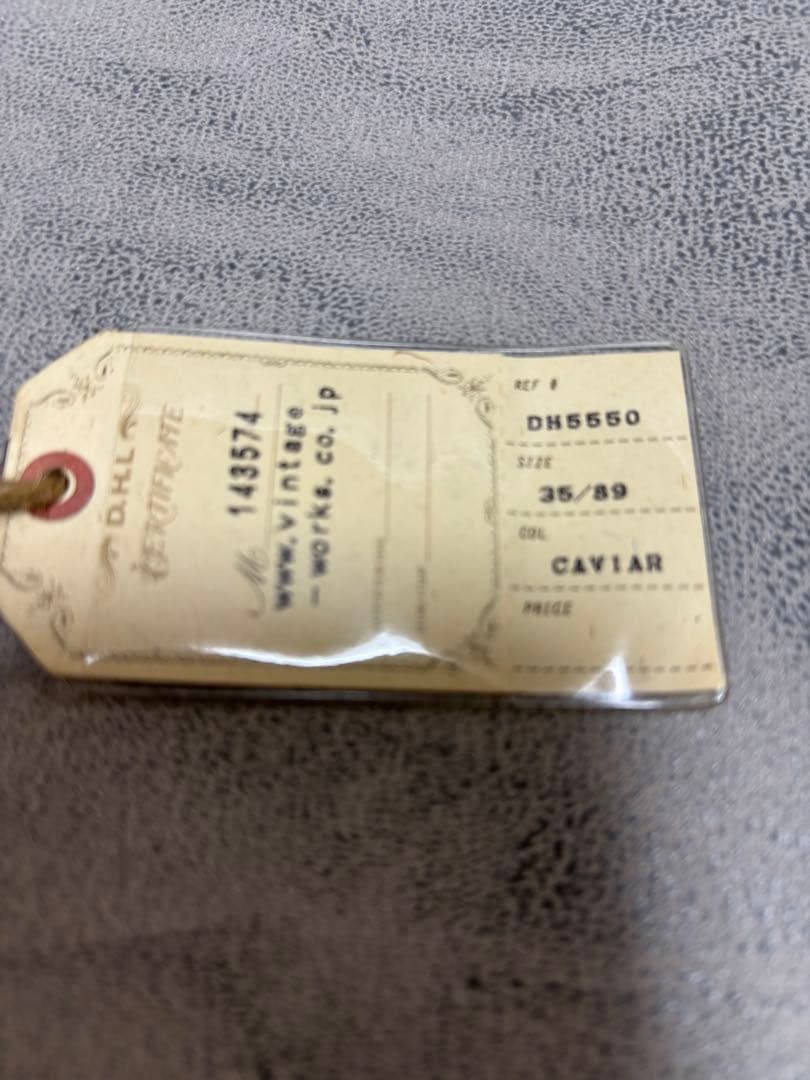 D.H.L
CERTIFICATE
No 143574
www.vintage
-works.co.jp
REF #
DH5550
SIZE
35/89
COL
CAVIAR
PRICE